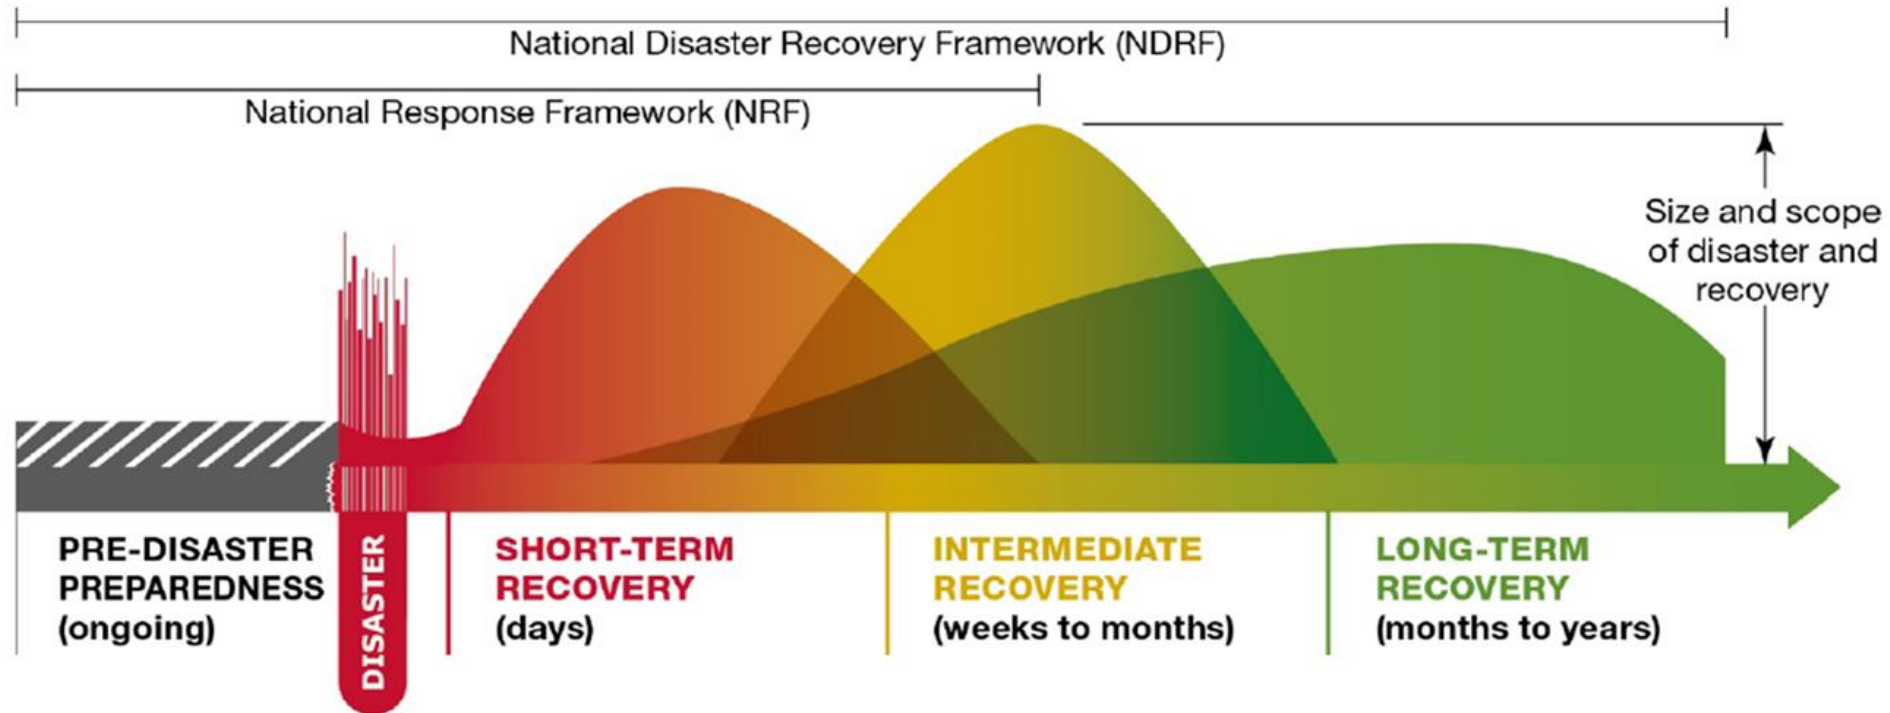 National Disaster Recovery Framework (NDRF)
National Response Framework (NRF)
Size and scope
of disaster and
recovery
PRE-DISASTER
PREPAREDNESS
(ongoing)
DISASTER
SHORT-TERM
RECOVERY
(days)
INTERMEDIATE
RECOVERY
(weeks to months)
LONG-TERM
RECOVERY
(months to years)